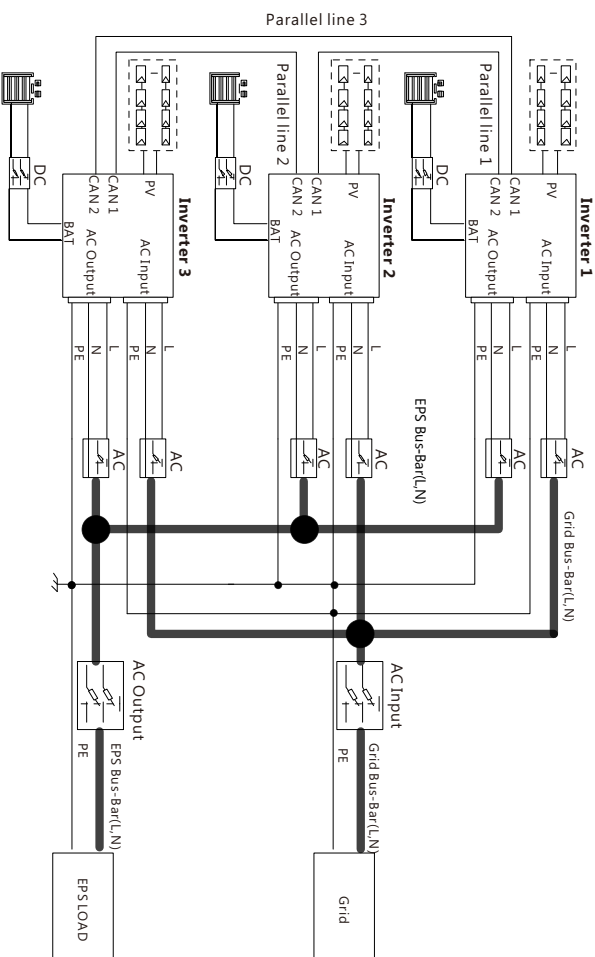 Parallel line 3
Inverter 1
PV
AC Input
CAN 1
CAN 2
AC Output
BAT
DC
Parallel line 1
L
N
PE
L
N
PE
AC
AC
Grid Bus-Bar(L,N)
Inverter 2
PV
AC Input
CAN 1
CAN 2
AC Output
BAT
DC
Parallel line 2
L
N
PE
L
N
PE
AC
AC
EPS Bus-Bar(L,N)
Inverter 3
PV
AC Input
CAN 1
CAN 2
AC Output
BAT
DC
L
N
PE
L
N
PE
AC
AC
AC Input
Grid Bus-Bar(L,N)
PE
Grid
AC Output
EPS Bus-Bar(L,N)
PE
EPS LOAD